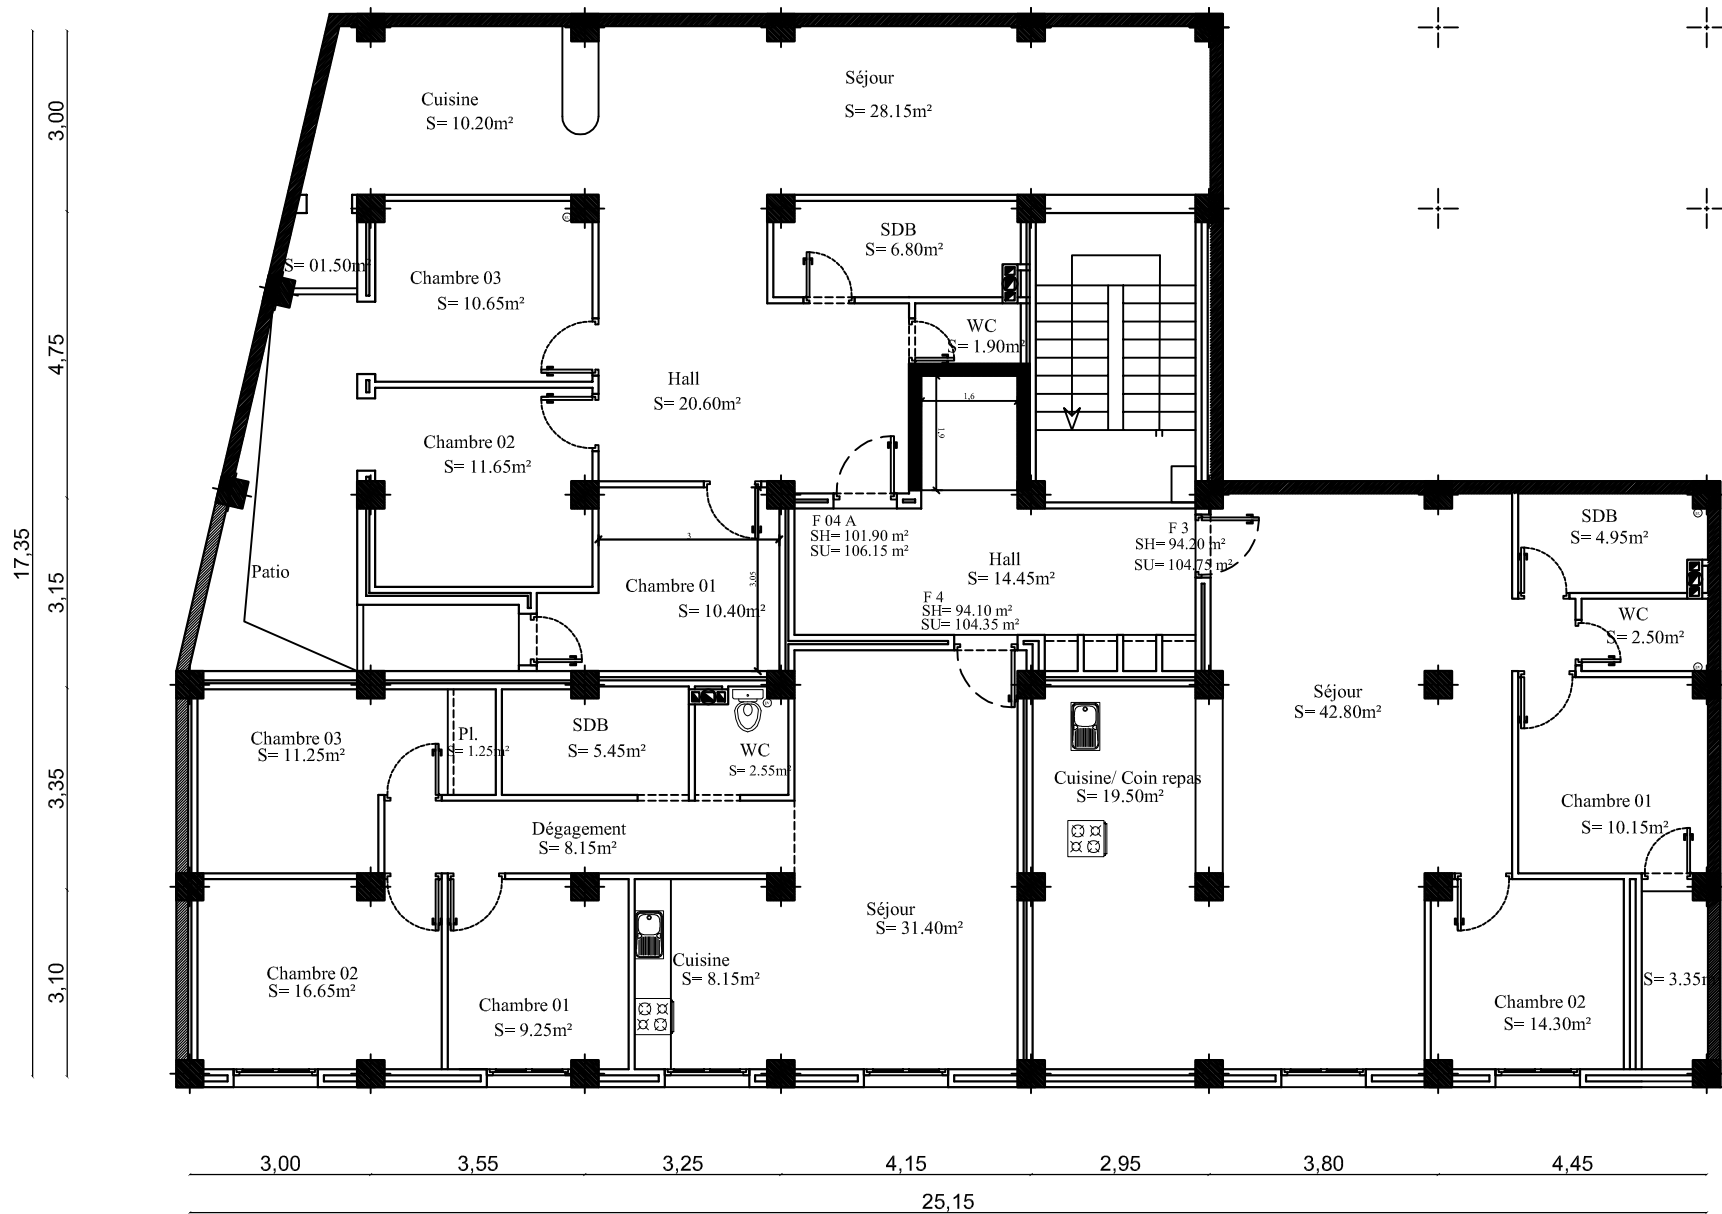 Cuisine
S= 10.20m²
Séjour
S= 28.15m²
3,00
S= 01.50m²
Chambre 03
S= 10.65m²
SDB
S= 6.80m²
WC
S= 1.90m²
4,75
Hall
S= 20.60m²
1,6
1,9
Chambre 02
S= 11.65m²
F 04 A
SH= 101.90 m²
SU= 106.15 m²
F 3
SH= 94.20 m²
SU= 104.75 m²
SDB
S= 4.95m²
17,35
3
3,05
Hall
S= 14.45m²
Patio
Chambre 01
S= 10.40m²
F 4
SH= 94.10 m²
SU= 104.35 m²
WC
S= 2.50m²
3,15
Séjour
S= 42.80m²
Chambre 03
S= 11.25m²
Pl.
S= 1.25m²
SDB
S= 5.45m²
WC
S= 2.55m²
Cuisine/ Coin repas
S= 19.50m²
3,35
Chambre 01
S= 10.15m²
Dégagement
S= 8.15m²
Séjour
S= 31.40m²
Chambre 02
S= 16.65m²
Cuisine
S= 8.15m²
S= 3.35m
3,10
Chambre 01
S= 9.25m²
Chambre 02
S= 14.30m²
3,00 3,55 3,25 4,15 2,95 3,80 4,45
25,15